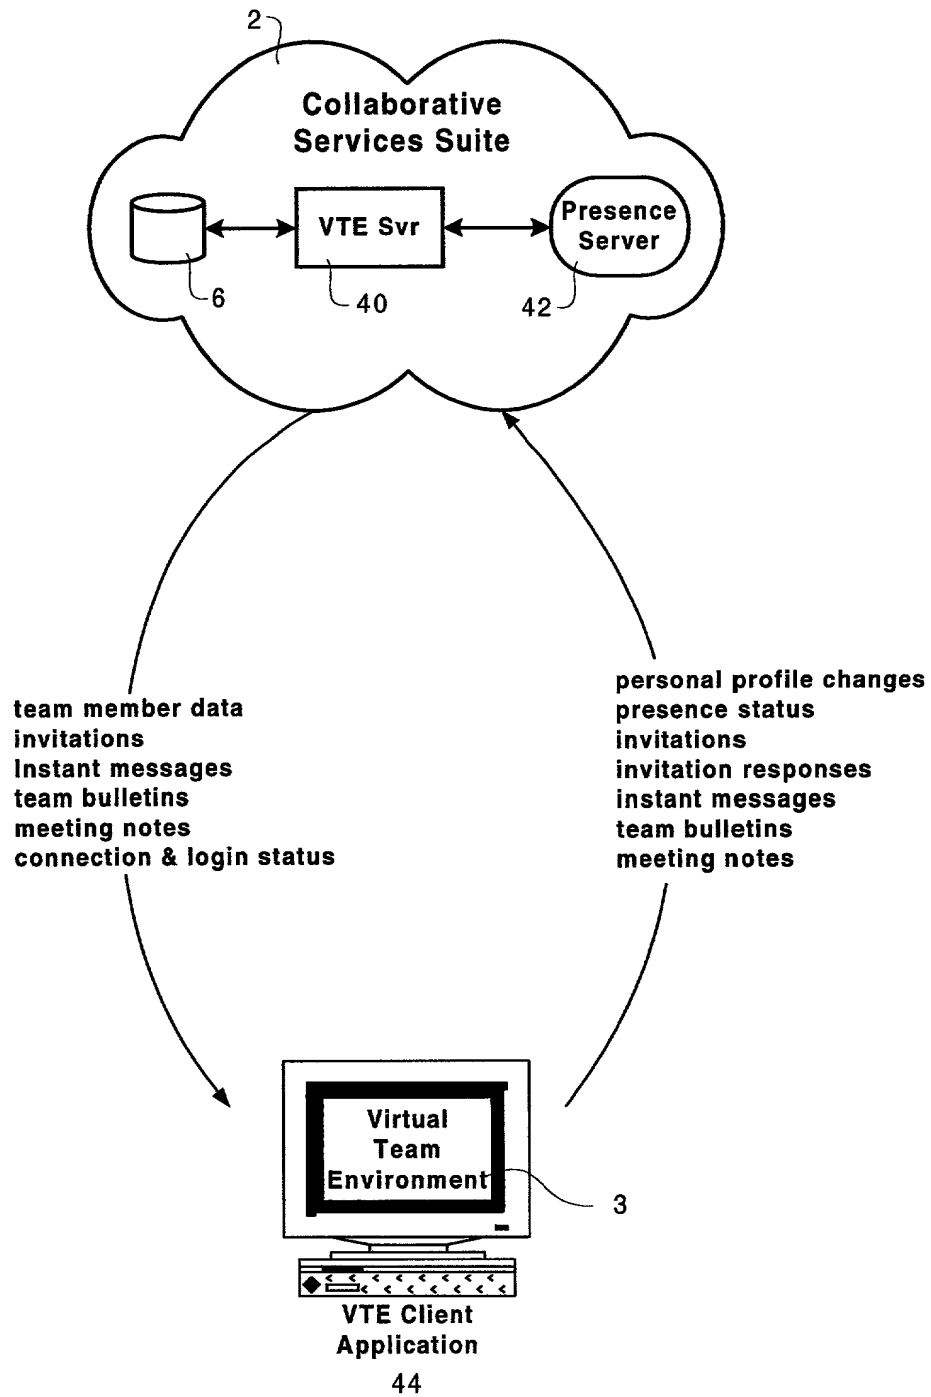 2
Collaborative
Services Suite
VTE Svr
Presence
Server
6
40
42
team member data
invitations
Instant messages
team bulletins
meeting notes
connection & login status
personal profile changes
presence status
invitations
invitation responses
instant messages
team bulletins
meeting notes
Virtual
Team
Environment
3
VTE Client
Application
44